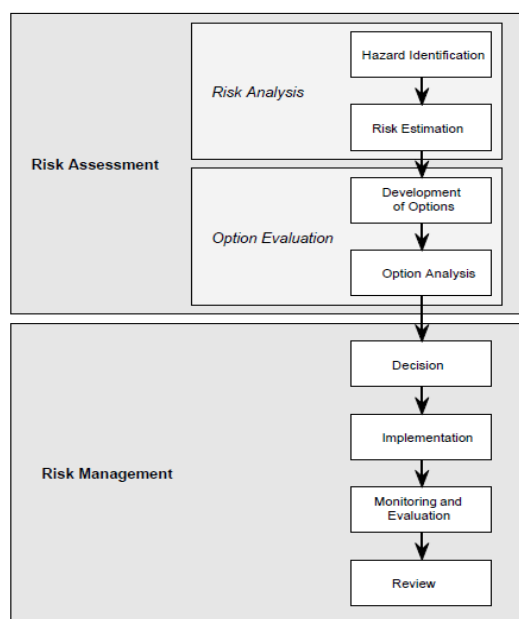 Hazard Identification
Risk Analysis
Risk Estimation
Risk Assessment
Development
of Options
Option Evaluation
Option Analysis
Decision
Implementation
Risk Management
Monitoring and
Evaluation
Review